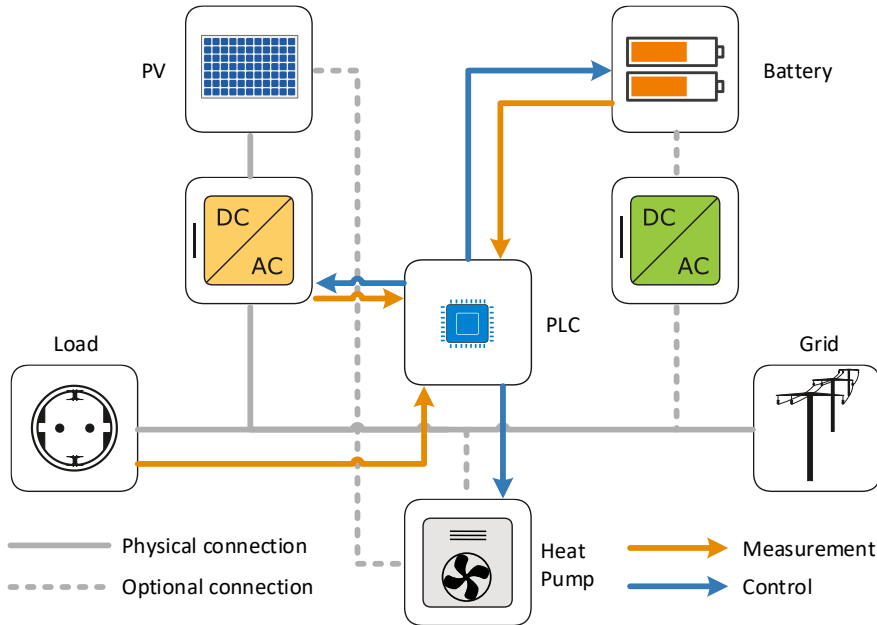 PV
Battery
DC
AC
DC
AC
PLC
Load
Grid
Physical connection
Optional connection
Heat
Pump
Measurement
Control